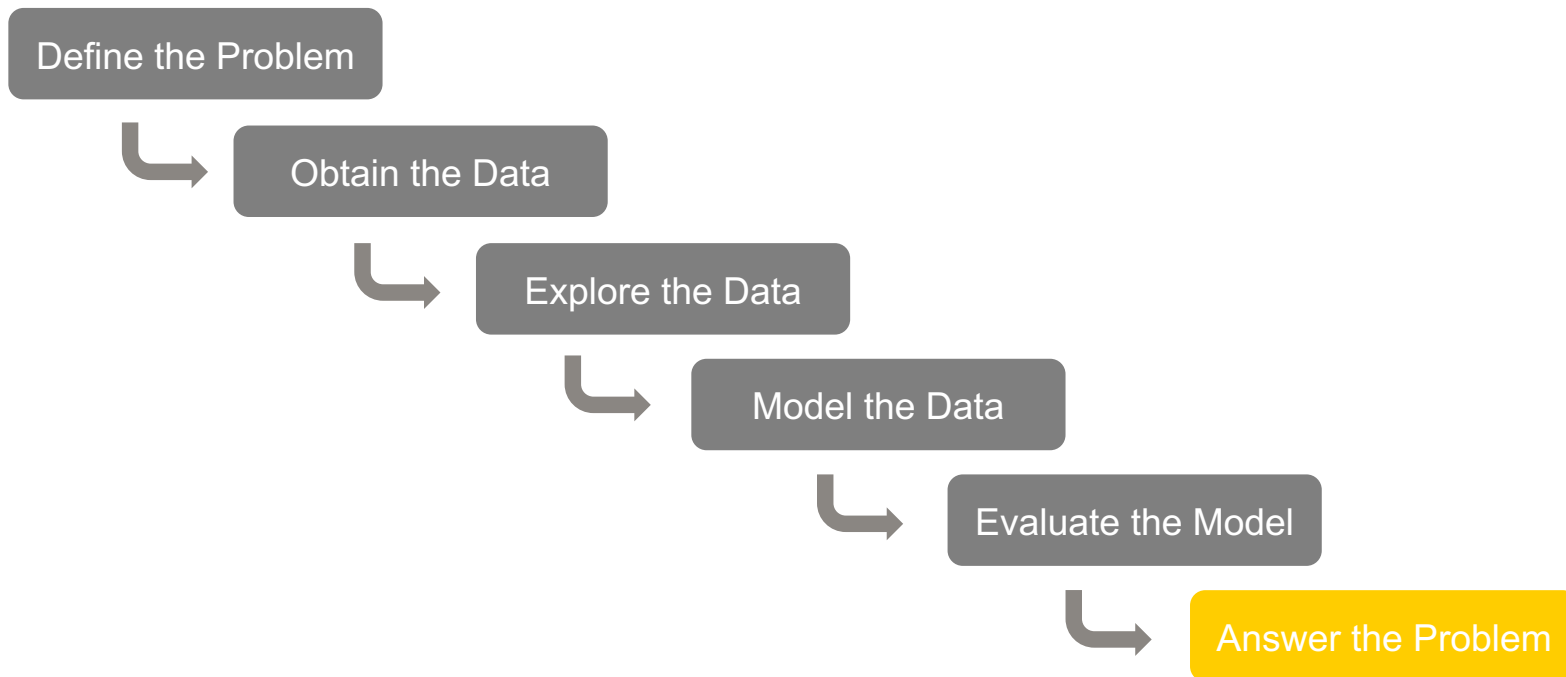 Define the Problem
Obtain the Data
Explore the Data
Model the Data
Evaluate the Model
Answer the Problem